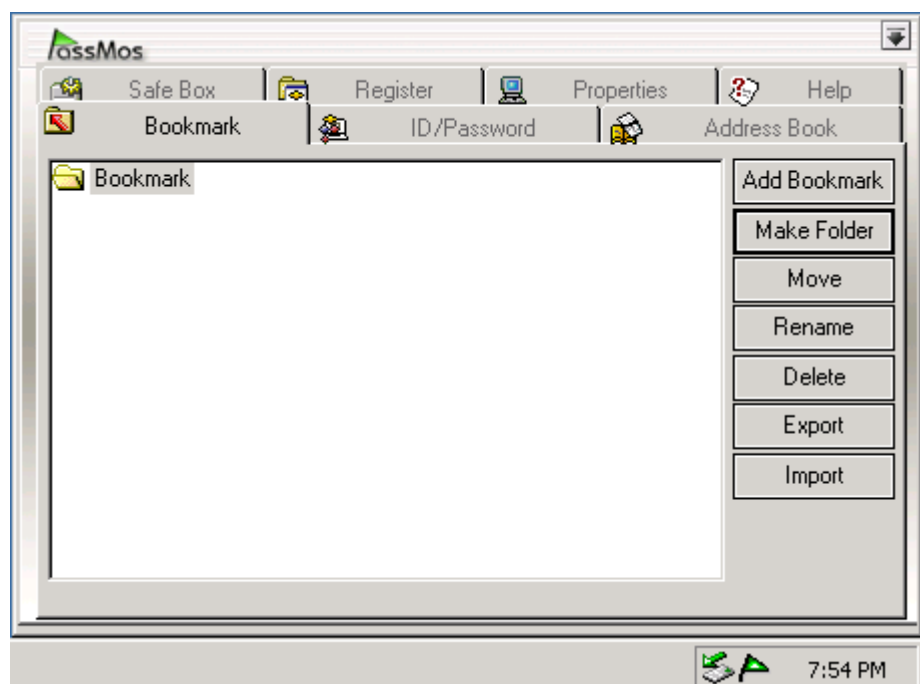 PassMos
Safe Box Register Properties Help
Bookmark ID/Password Address Book
Bookmark
Add Bookmark
Make Folder
Move
Rename
Delete
Export
Import
7:54 PM